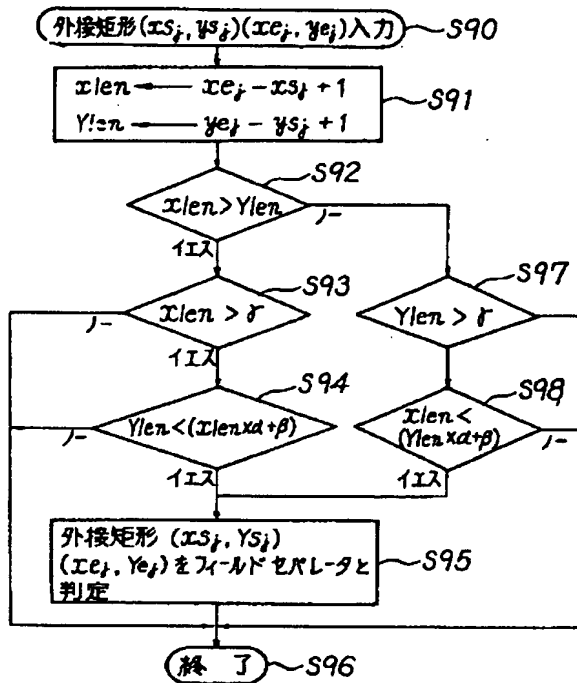 外接矩形(xsj, ysj)(xej, yej)入力
S90
xlen ← xej - xsj + 1
Ylen ← yej - ysj + 1
S91
S92
xlen > Ylen
ノー
イエス
S93
xlen > γ
ノー
イエス
S97
Ylen > γ
ノー
S94
Ylen < (xlen×α+β)
ノー
イエス
S98
xlen <
(Ylen×α+β)
ノー
イエス
外接矩形 (xsj, Ysj)
(xej, Yej) をフィールドセパレータと
判定
S95
終 了
S96